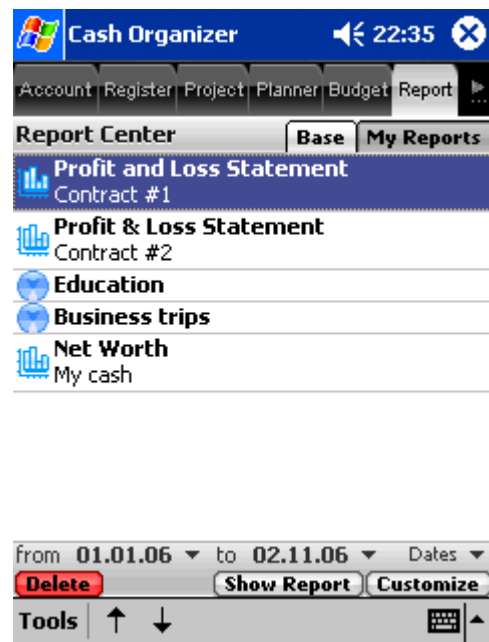 Cash Organizer 22:35
Account Register Project Planner Budget Report
Report Center Base My Reports
Profit and Loss Statement
Contract #1
Profit & Loss Statement
Contract #2
Education
Business trips
Net Worth
My cash
from 01.01.06 to 02.11.06 Dates
Delete Show Report Customize
Tools